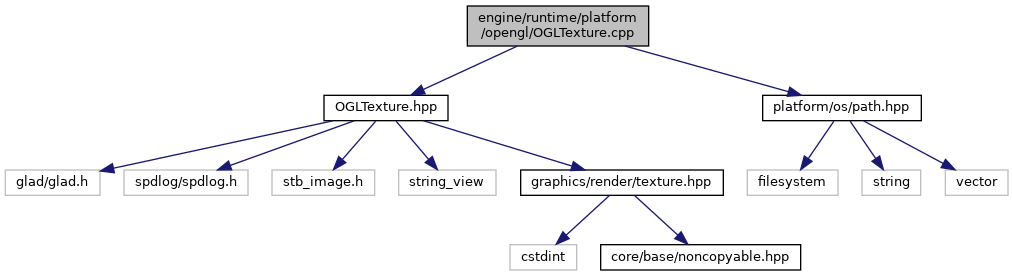 engine/runtime/platform
/opengl/OGLTexture.cpp
OGLTexture.hpp
platform/os/path.hpp
glad/glad.h
spdlog/spdlog.h
stb_image.h
string_view
graphics/render/texture.hpp
filesystem
string
vector
cstdint
core/base/noncopyable.hpp